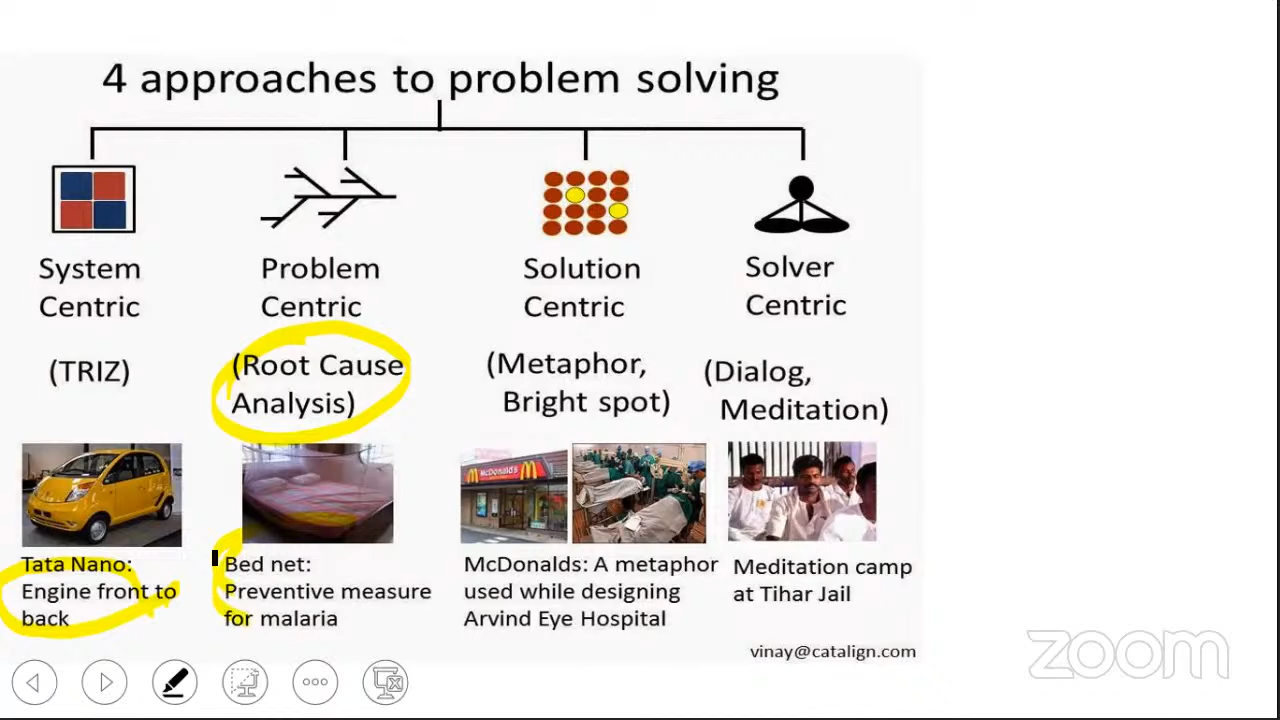 4 approaches to problem solving
System
Centric
(TRIZ)
Tata Nano:
Engine front to
back
Problem
Centric
(Root Cause
Analysis)
Bed net:
Preventive measure
for malaria
Solution
Centric
(Metaphor,
Bright spot)
McDonald's
McDonalds: A metaphor
used while designing
Arvind Eye Hospital
Solver
Centric
(Dialog,
Meditation)
Meditation camp
at Tihar Jail
vinay@catalign.com
zoom